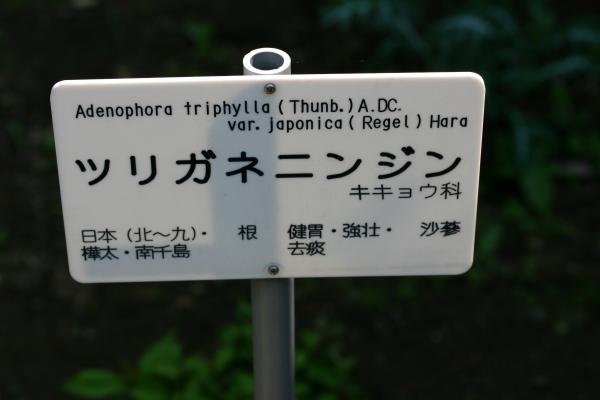 Adenophora triphylla (Thunb.) A.DC.
var. japonica (Regel) Hara
ツリガネニンジン
キキョウ科
日本（北〜九）・ 根 健胃・強壮・ 沙蔘
樺太・南千島 去痰